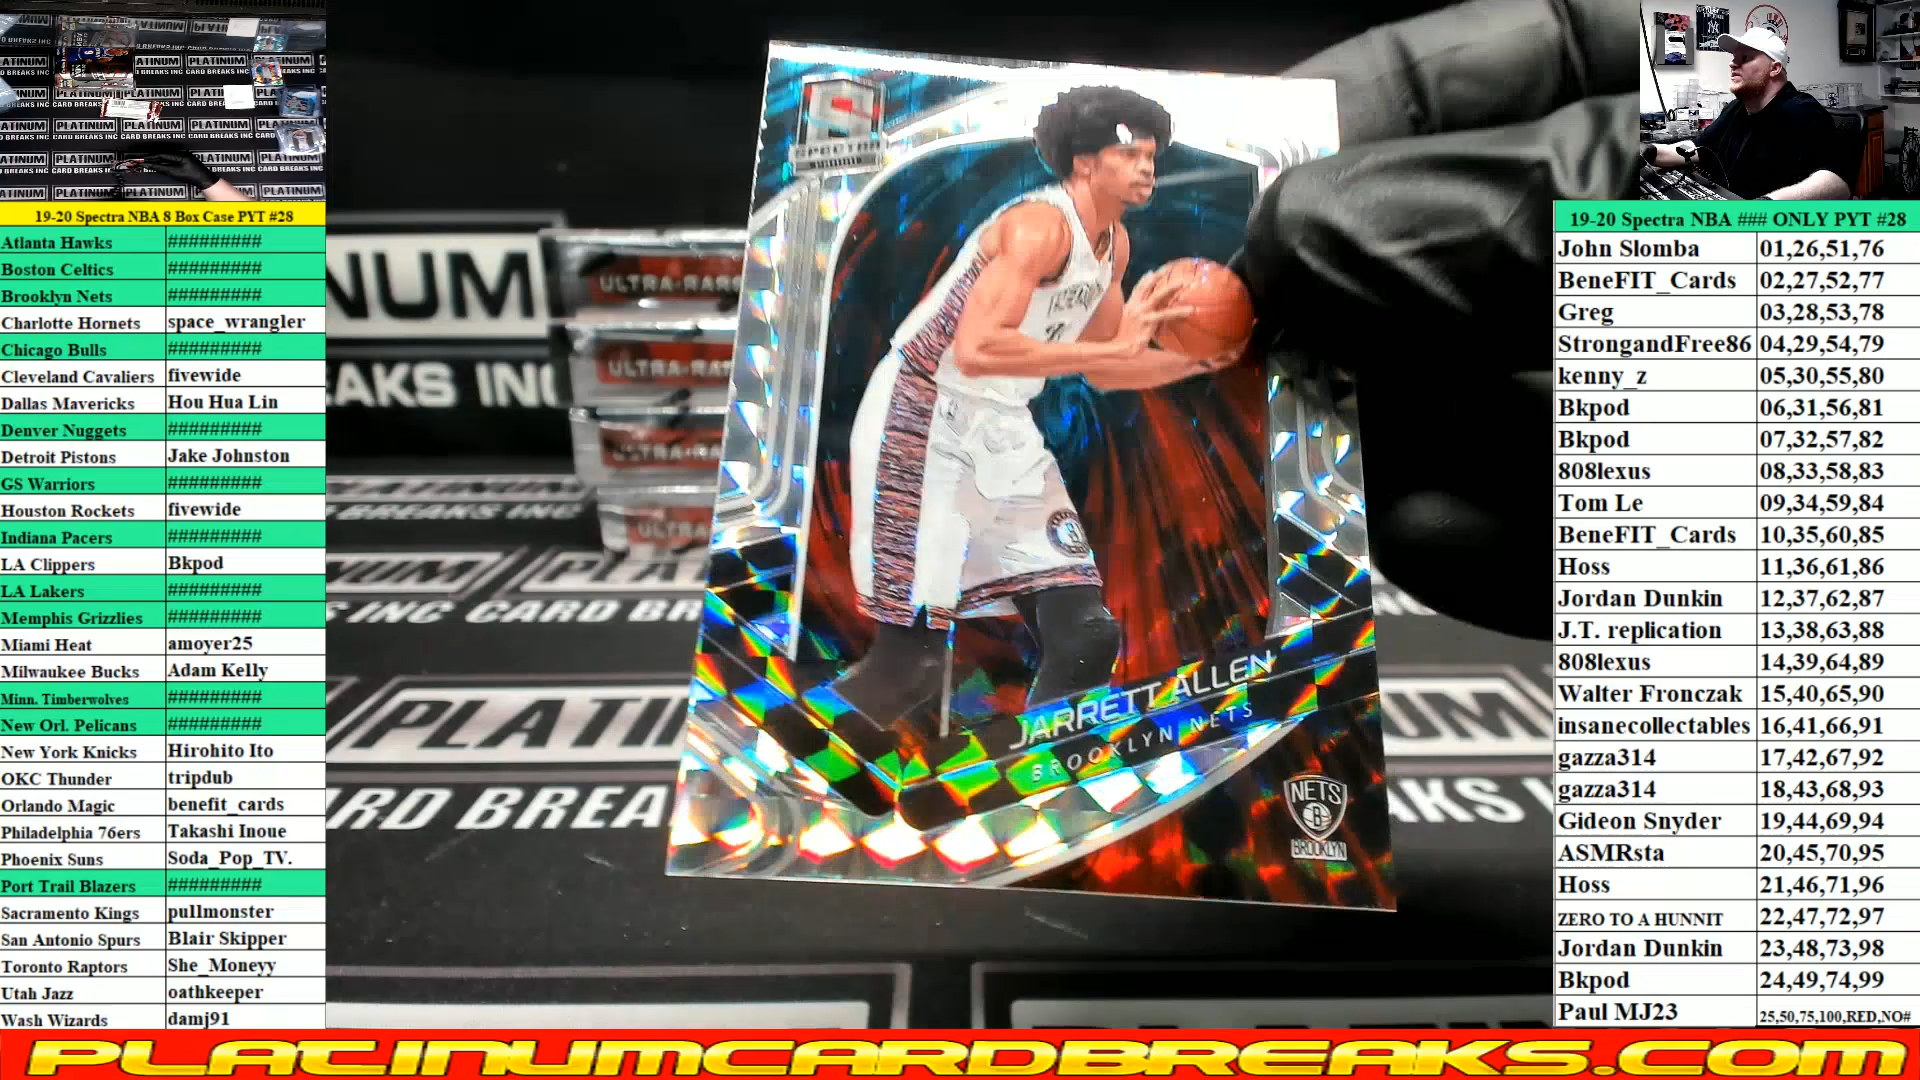 19-20 Spectra NBA 8 Box Case PYT #28
Atlanta Hawks #########
Boston Celtics #########
Brooklyn Nets #########
Charlotte Hornets space_wrangler
Chicago Bulls #########
Cleveland Cavaliers fivewide
Dallas Mavericks Hou Hua Lin
Denver Nuggets #########
Detroit Pistons Jake Johnston
GS Warriors #########
Houston Rockets fivewide
Indiana Pacers #########
LA Clippers Bkpod
LA Lakers #########
Memphis Grizzlies #########
Miami Heat amoyer25
Milwaukee Bucks Adam Kelly
Minn. Timberwolves #########
New Orl. Pelicans #########
New York Knicks Hirohito Ito
OKC Thunder tripdub
Orlando Magic benefit_cards
Philadelphia 76ers Takashi Inoue
Phoenix Suns Soda_Pop_TV.
Port Trail Blazers #########
Sacramento Kings pullmonster
San Antonio Spurs Blair Skipper
Toronto Raptors She_Moneyy
Utah Jazz oathkeeper
Wash Wizards damj91
SPECTRA
JARRETT ALLEN
BROOKLYN NETS
NETS
B
BROOKLYN
19-20 Spectra NBA ### ONLY PYT #28
John Slomba 01,26,51,76
BeneFIT_Cards 02,27,52,77
Greg 03,28,53,78
StrongandFree86 04,29,54,79
kenny_z 05,30,55,80
Bkpod 06,31,56,81
Bkpod 07,32,57,82
808lexus 08,33,58,83
Tom Le 09,34,59,84
BeneFIT_Cards 10,35,60,85
Hoss 11,36,61,86
Jordan Dunkin 12,37,62,87
J.T. replication 13,38,63,88
808lexus 14,39,64,89
Walter Fronczak 15,40,65,90
insanecollectables 16,41,66,91
gazza314 17,42,67,92
gazza314 18,43,68,93
Gideon Snyder 19,44,69,94
ASMRsta 20,45,70,95
Hoss 21,46,71,96
ZERO TO A HUNNIT 22,47,72,97
Jordan Dunkin 23,48,73,98
Bkpod 24,49,74,99
Paul MJ23 25,50,75,100,RED,NO#
PLATINUMCARDBREAKS.COM